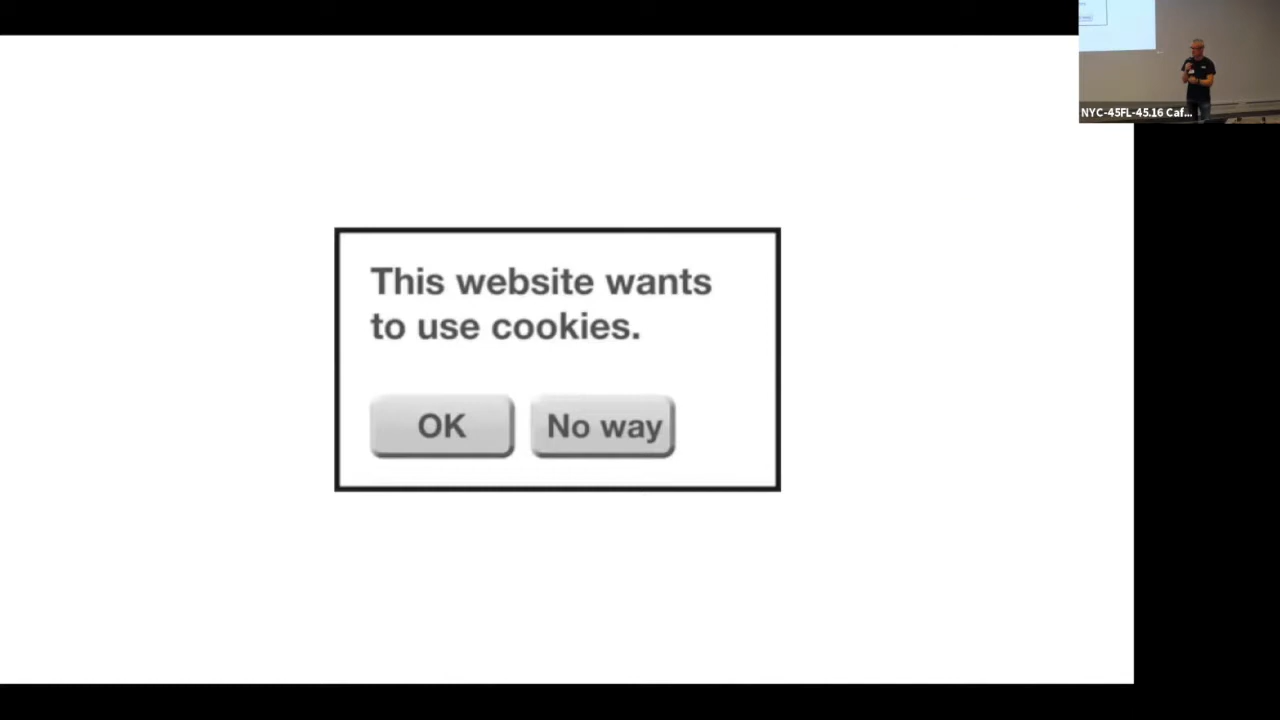 NYC-45FL-45.16 Caf...
This website wants
to use cookies.
OK
No way